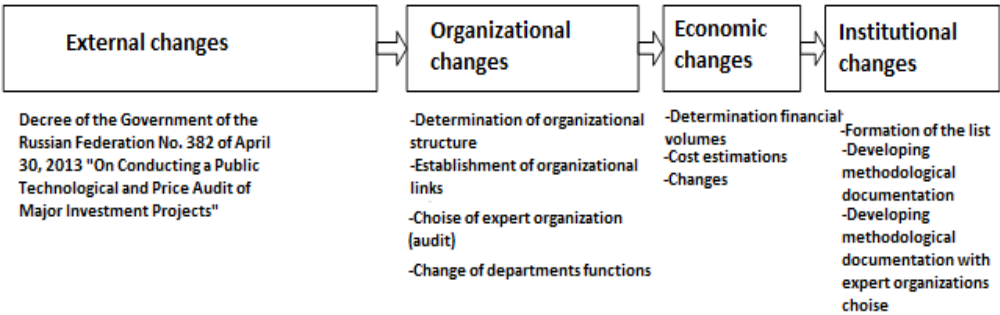 External changes
Decree of the Government of the
Russian Federation No. 382 of April
30, 2013 "On Conducting a Public
Technological and Price Audit of
Major Investment Projects"
Organizational
changes
-Determination of organizational
structure
-Establishment of organizational
links
-Choise of expert organization
(audit)
-Change of departments functions
Economic
changes
-Determination financial
volumes
-Cost estimations
-Changes
Institutional
changes
-Formation of the list
-Developing
methodological
documentation
-Developing
methodological
documentation with
expert organizations
choise